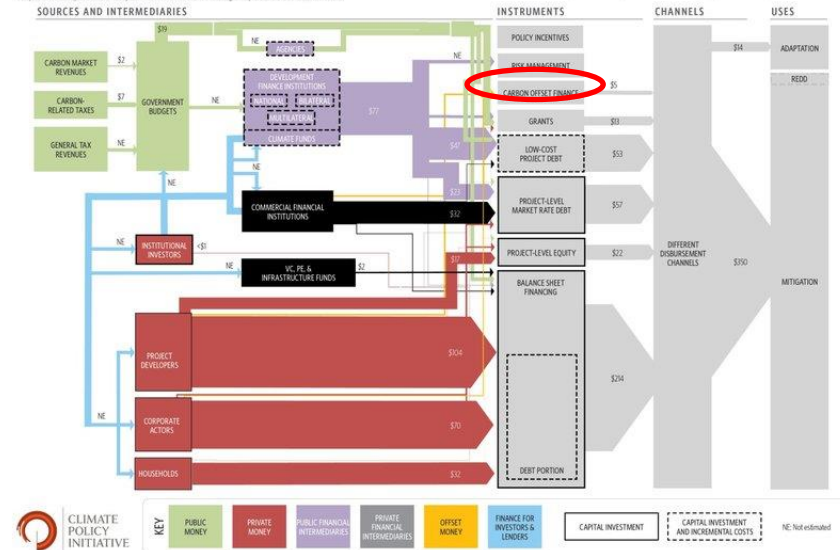 SOURCES AND INTERMEDIARIES
INSTRUMENTS
CHANNELS
USES
$19
NE
AGENCIES
CARBON MARKET
REVENUES
$2
CARBON-
RELATED TAXES
$7
GENERAL TAX
REVENUES
NE
GOVERNMENT
BUDGETS
NE
DEVELOPMENT
FINANCE INSTITUTIONS
NATIONAL
BILATERAL
MULTILATERAL
CLIMATE FUNDS
$77
NE
NE
COMMERCIAL FINANCIAL
INSTITUTIONS
NE
INSTITUTIONAL
INVESTORS
<$1
NE
NE
VC, PE, &
INFRASTRUCTURE FUNDS
$2
$47
$23
$32
$17
PROJECT
DEVELOPERS
$104
NE
CORPORATE
ACTORS
$70
HOUSEHOLDS
$32
POLICY INCENTIVES
RISK MANAGEMENT
CARBON OFFSET FINANCE
$5
GRANTS
$13
LOW-COST
PROJECT DEBT
$53
PROJECT-LEVEL
MARKET RATE DEBT
$57
PROJECT-LEVEL EQUITY
$22
BALANCE SHEET
FINANCING
$214
DEBT PORTION
DIFFERENT
DISBURSEMENT
CHANNELS
$14
$350
ADAPTATION
REDD
MITIGATION
CLIMATE
POLICY
INITIATIVE
KEY
PUBLIC
MONEY
PRIVATE
MONEY
PUBLIC FINANCIAL
INTERMEDIARIES
PRIVATE
FINANCIAL
INTERMEDIARIES
OFFSET
MONEY
FINANCE FOR
INVESTORS &
LENDERS
CAPITAL INVESTMENT
CAPITAL INVESTMENT
AND INCREMENTAL COSTS
NE: Not estimated